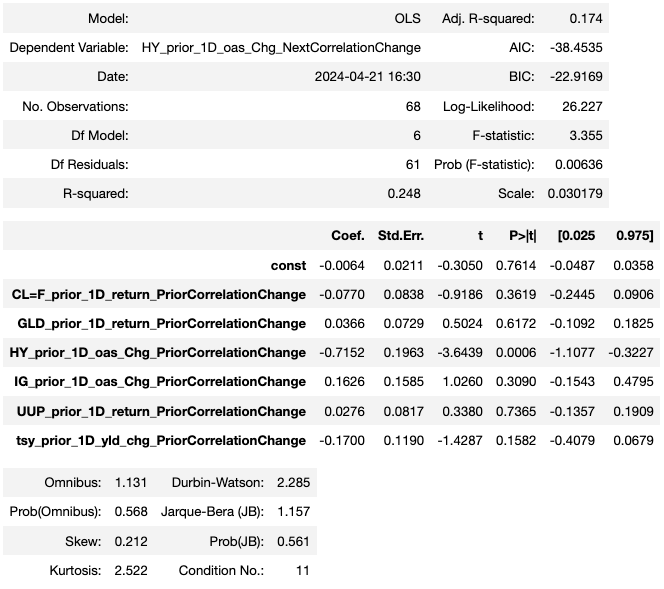 Model: OLS Adj. R-squared: 0.174
Dependent Variable: HY_prior_1D_oas_Chg_NextCorrelationChange AIC: -38.4535
Date: 2024-04-21 16:30 BIC: -22.9169
No. Observations: 68 Log-Likelihood: 26.227
Df Model: 6 F-statistic: 3.355
Df Residuals: 61 Prob (F-statistic): 0.00636
R-squared: 0.248 Scale: 0.030179
Coef. Std.Err. t P>|t| [0.025 0.975]
const -0.0064 0.0211 -0.3050 0.7614 -0.0487 0.0358
CL=F_prior_1D_return_PriorCorrelationChange -0.0770 0.0838 -0.9186 0.3619 -0.2445 0.0906
GLD_prior_1D_return_PriorCorrelationChange 0.0366 0.0729 0.5024 0.6172 -0.1092 0.1825
HY_prior_1D_oas_Chg_PriorCorrelationChange -0.7152 0.1963 -3.6439 0.0006 -1.1077 -0.3227
IG_prior_1D_oas_Chg_PriorCorrelationChange 0.1626 0.1585 1.0260 0.3090 -0.1543 0.4795
UUP_prior_1D_return_PriorCorrelationChange 0.0276 0.0817 0.3380 0.7365 -0.1357 0.1909
tsy_prior_1D_yld_chg_PriorCorrelationChange -0.1700 0.1190 -1.4287 0.1582 -0.4079 0.0679
Omnibus: 1.131 Durbin-Watson: 2.285
Prob(Omnibus): 0.568 Jarque-Bera (JB): 1.157
Skew: 0.212 Prob(JB): 0.561
Kurtosis: 2.522 Condition No.: 11